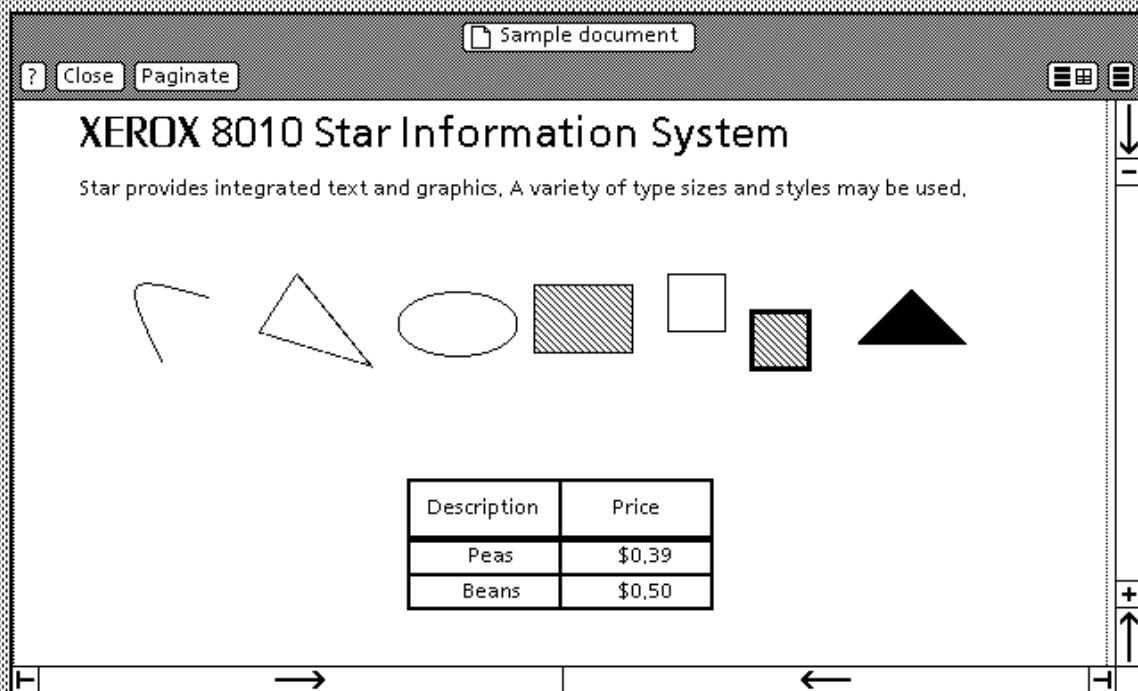 Sample document
? Close Paginate
XEROX 8010 Star Information System
Star provides integrated text and graphics. A variety of type sizes and styles may be used.
Description Price
Peas $0.39
Beans $0.50